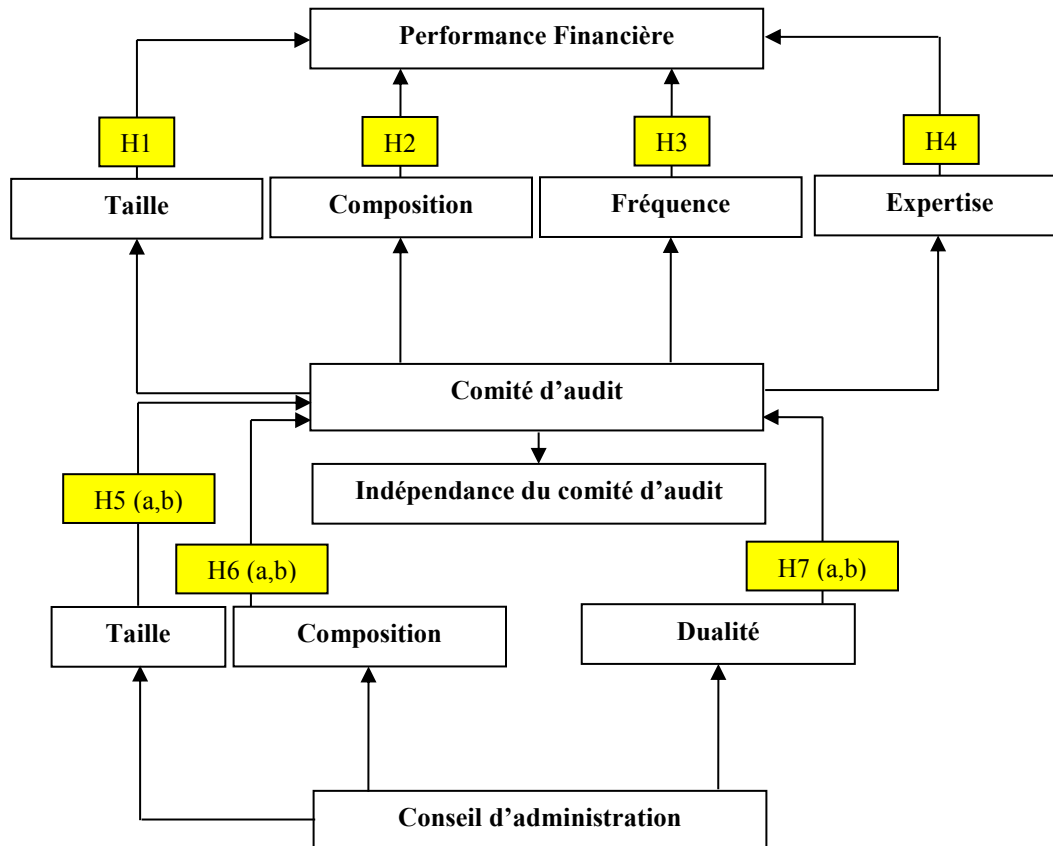 Performance Financière
H1
H2
H3
H4
Taille
Composition
Fréquence
Expertise
Comité d’audit
Indépendance du comité d’audit
H5 (a,b)
H6 (a,b)
H7 (a,b)
Taille
Composition
Dualité
Conseil d’administration